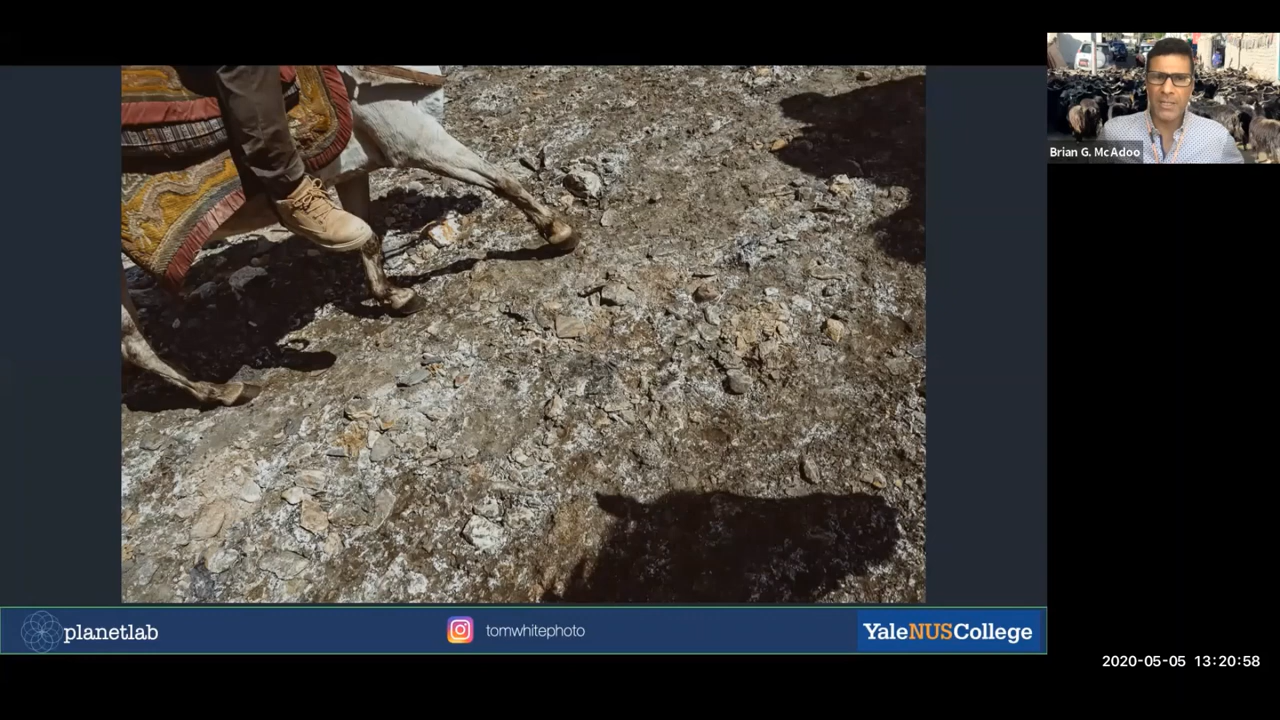 Brian G. McAdoo
planetlab
tomwhitephoto
YaleNUSCollege
2020-05-05 13:20:58